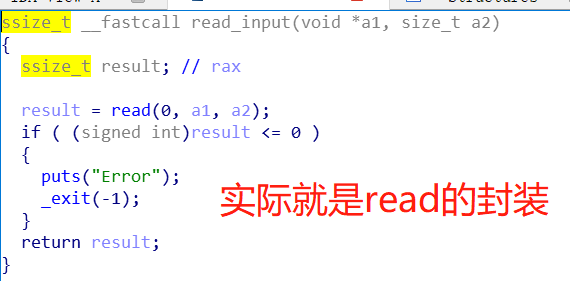 ssize_t __fastcall read_input(void *a1, size_t a2)
{
  ssize_t result; // rax
  result = read(0, a1, a2);
  if ( (signed int)result <= 0 )
  {
    puts("Error");
    _exit(-1);
  }
  return result;
}
实际就是read的封装